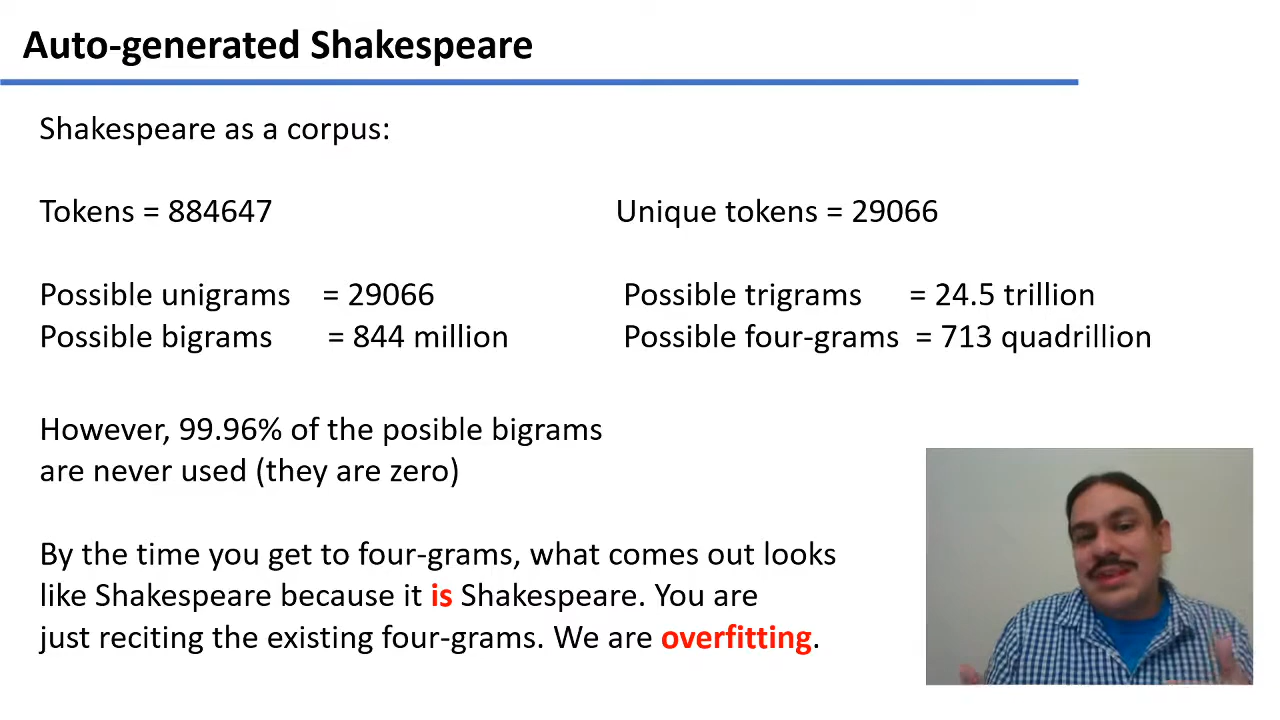 Auto-generated Shakespeare
Shakespeare as a corpus:
Tokens = 884647
Unique tokens = 29066
Possible unigrams = 29066
Possible trigrams = 24.5 trillion
Possible bigrams = 844 million
Possible four-grams = 713 quadrillion
However, 99.96% of the posible bigrams
are never used (they are zero)
By the time you get to four-grams, what comes out looks
like Shakespeare because it is Shakespeare. You are
just reciting the existing four-grams. We are overfitting.